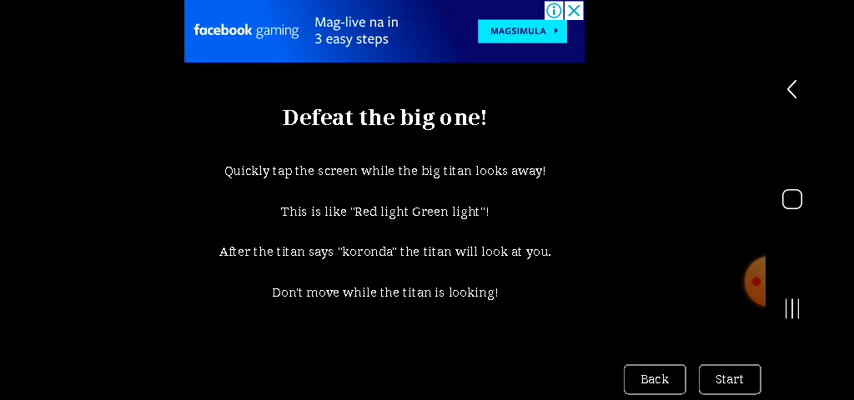 facebook gaming
Mag-live na in
3 easy steps
MAGSIMULA
Defeat the big one!
Quickly tap the screen while the big titan looks away!
This is like "Red light Green light"!
After the titan says "koronda" the titan will look at you.
Don't move while the titan is looking!
Back
Start